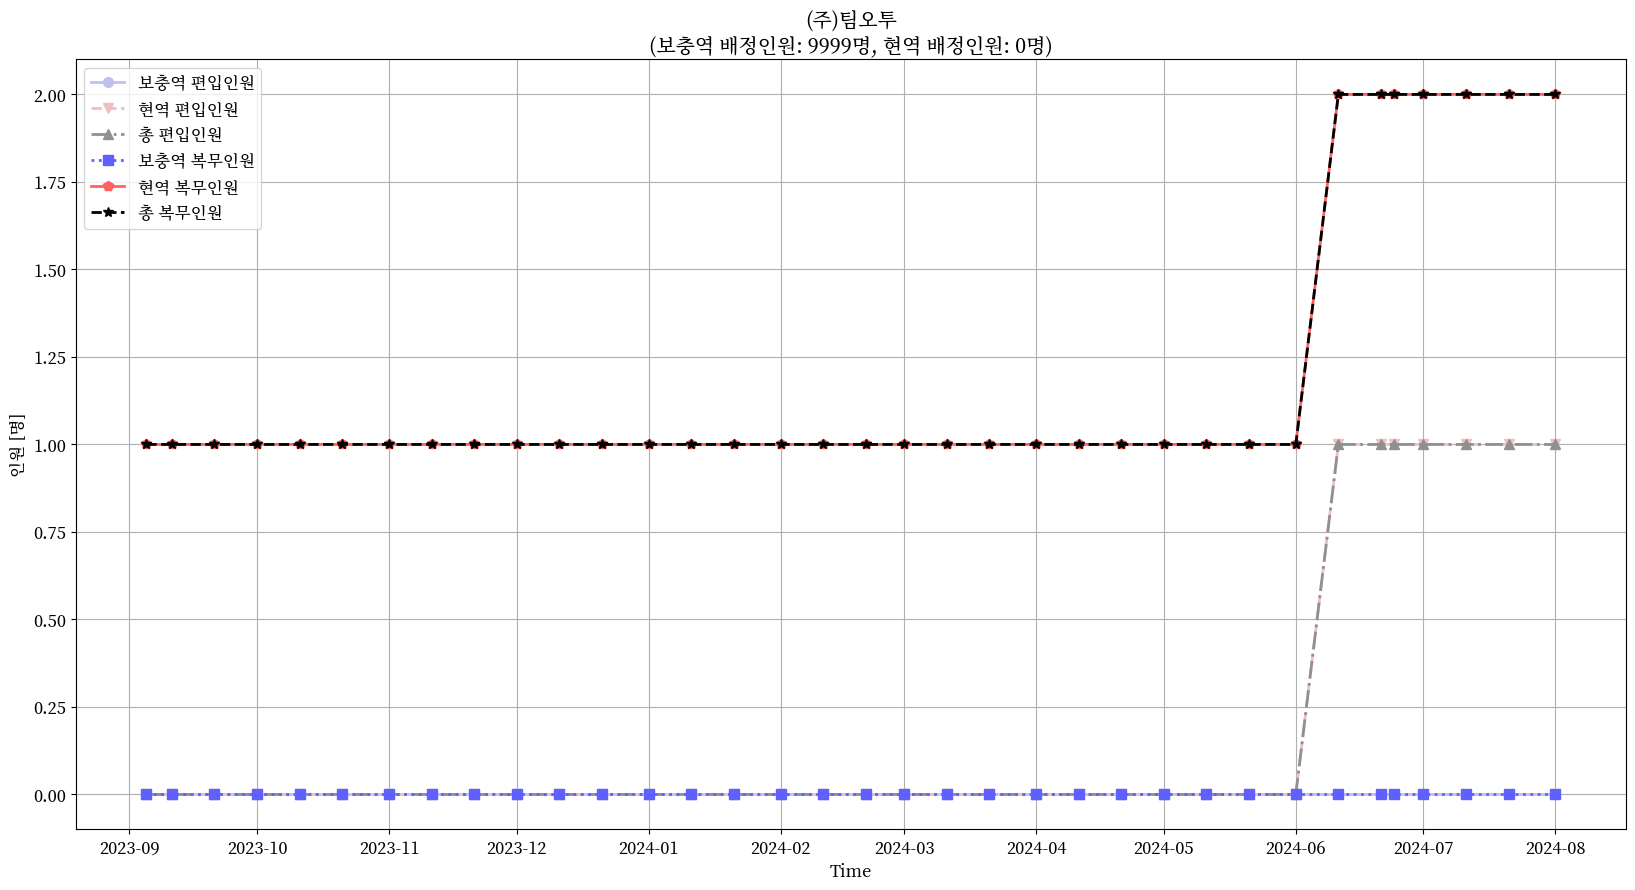 (주)팀오투
(보충역 배정인원: 9999명, 현역 배정인원: 0명)
보충역 편입인원
현역 편입인원
총 편입인원
보충역 복무인원
현역 복무인원
총 복무인원
2.00
1.75
1.50
1.25
1.00
0.75
0.50
0.25
0.00
인원 [명]
2023-09 2023-10 2023-11 2023-12 2024-01 2024-02 2024-03 2024-04 2024-05 2024-06 2024-07 2024-08
Time